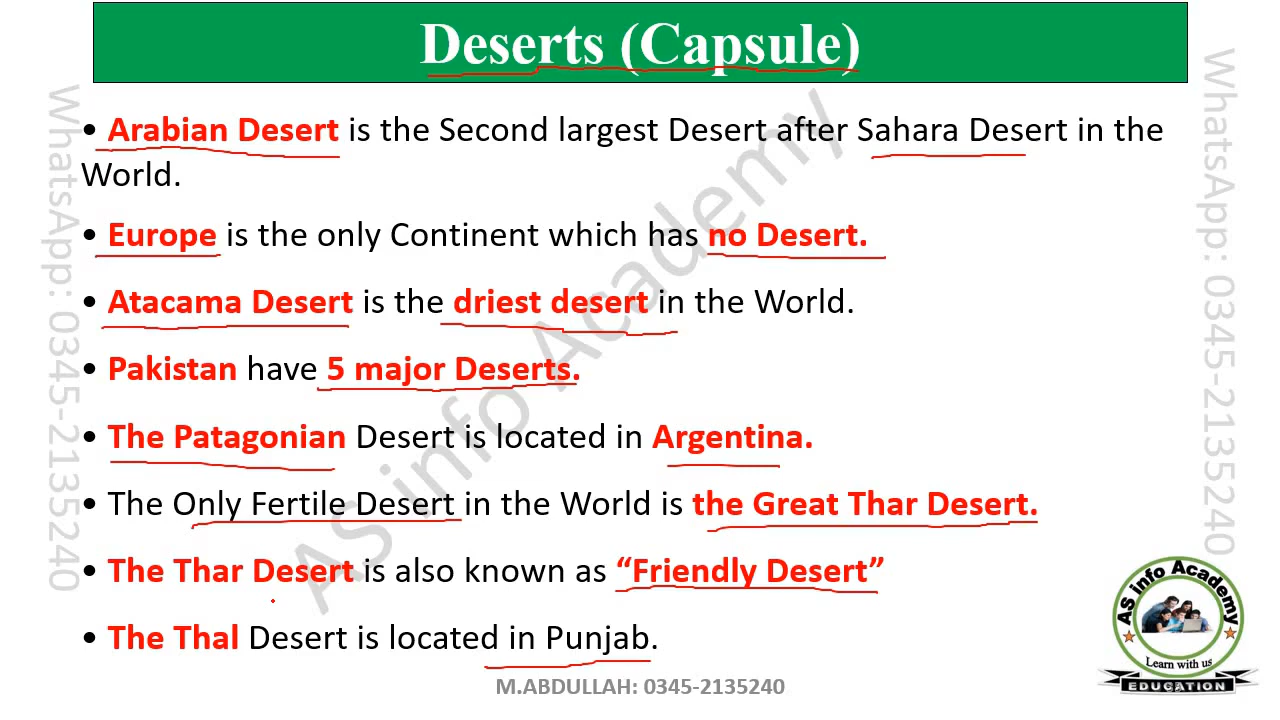 Deserts (Capsule)
• Arabian Desert is the Second largest Desert after Sahara Desert in the
World.
• Europe is the only Continent which has no Desert.
• Atacama Desert is the driest desert in the World.
• Pakistan have 5 major Deserts.
• The Patagonian Desert is located in Argentina.
• The Only Fertile Desert in the World is the Great Thar Desert.
• The Thar Desert is also known as “Friendly Desert”
• The Thal Desert is located in Punjab.
M.ABDULLAH: 0345-2135240
WhatsApp: 0345-2135240
WhatsApp: 0345-2135240
AS info Academy
AS info Academy
Learn with us
EDUCATION